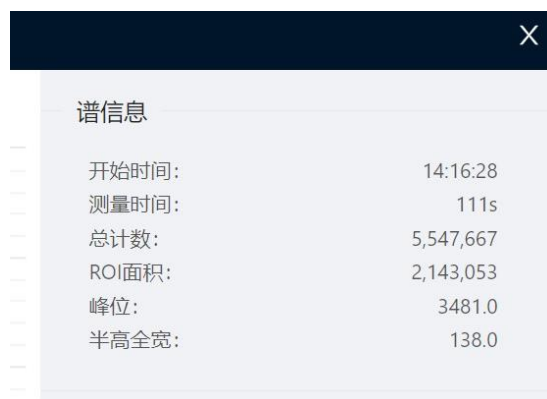 X
谱信息
开始时间: 14:16:28
测量时间: 111s
总计数: 5,547,667
ROI面积: 2,143,053
峰位: 3481.0
半高全宽: 138.0